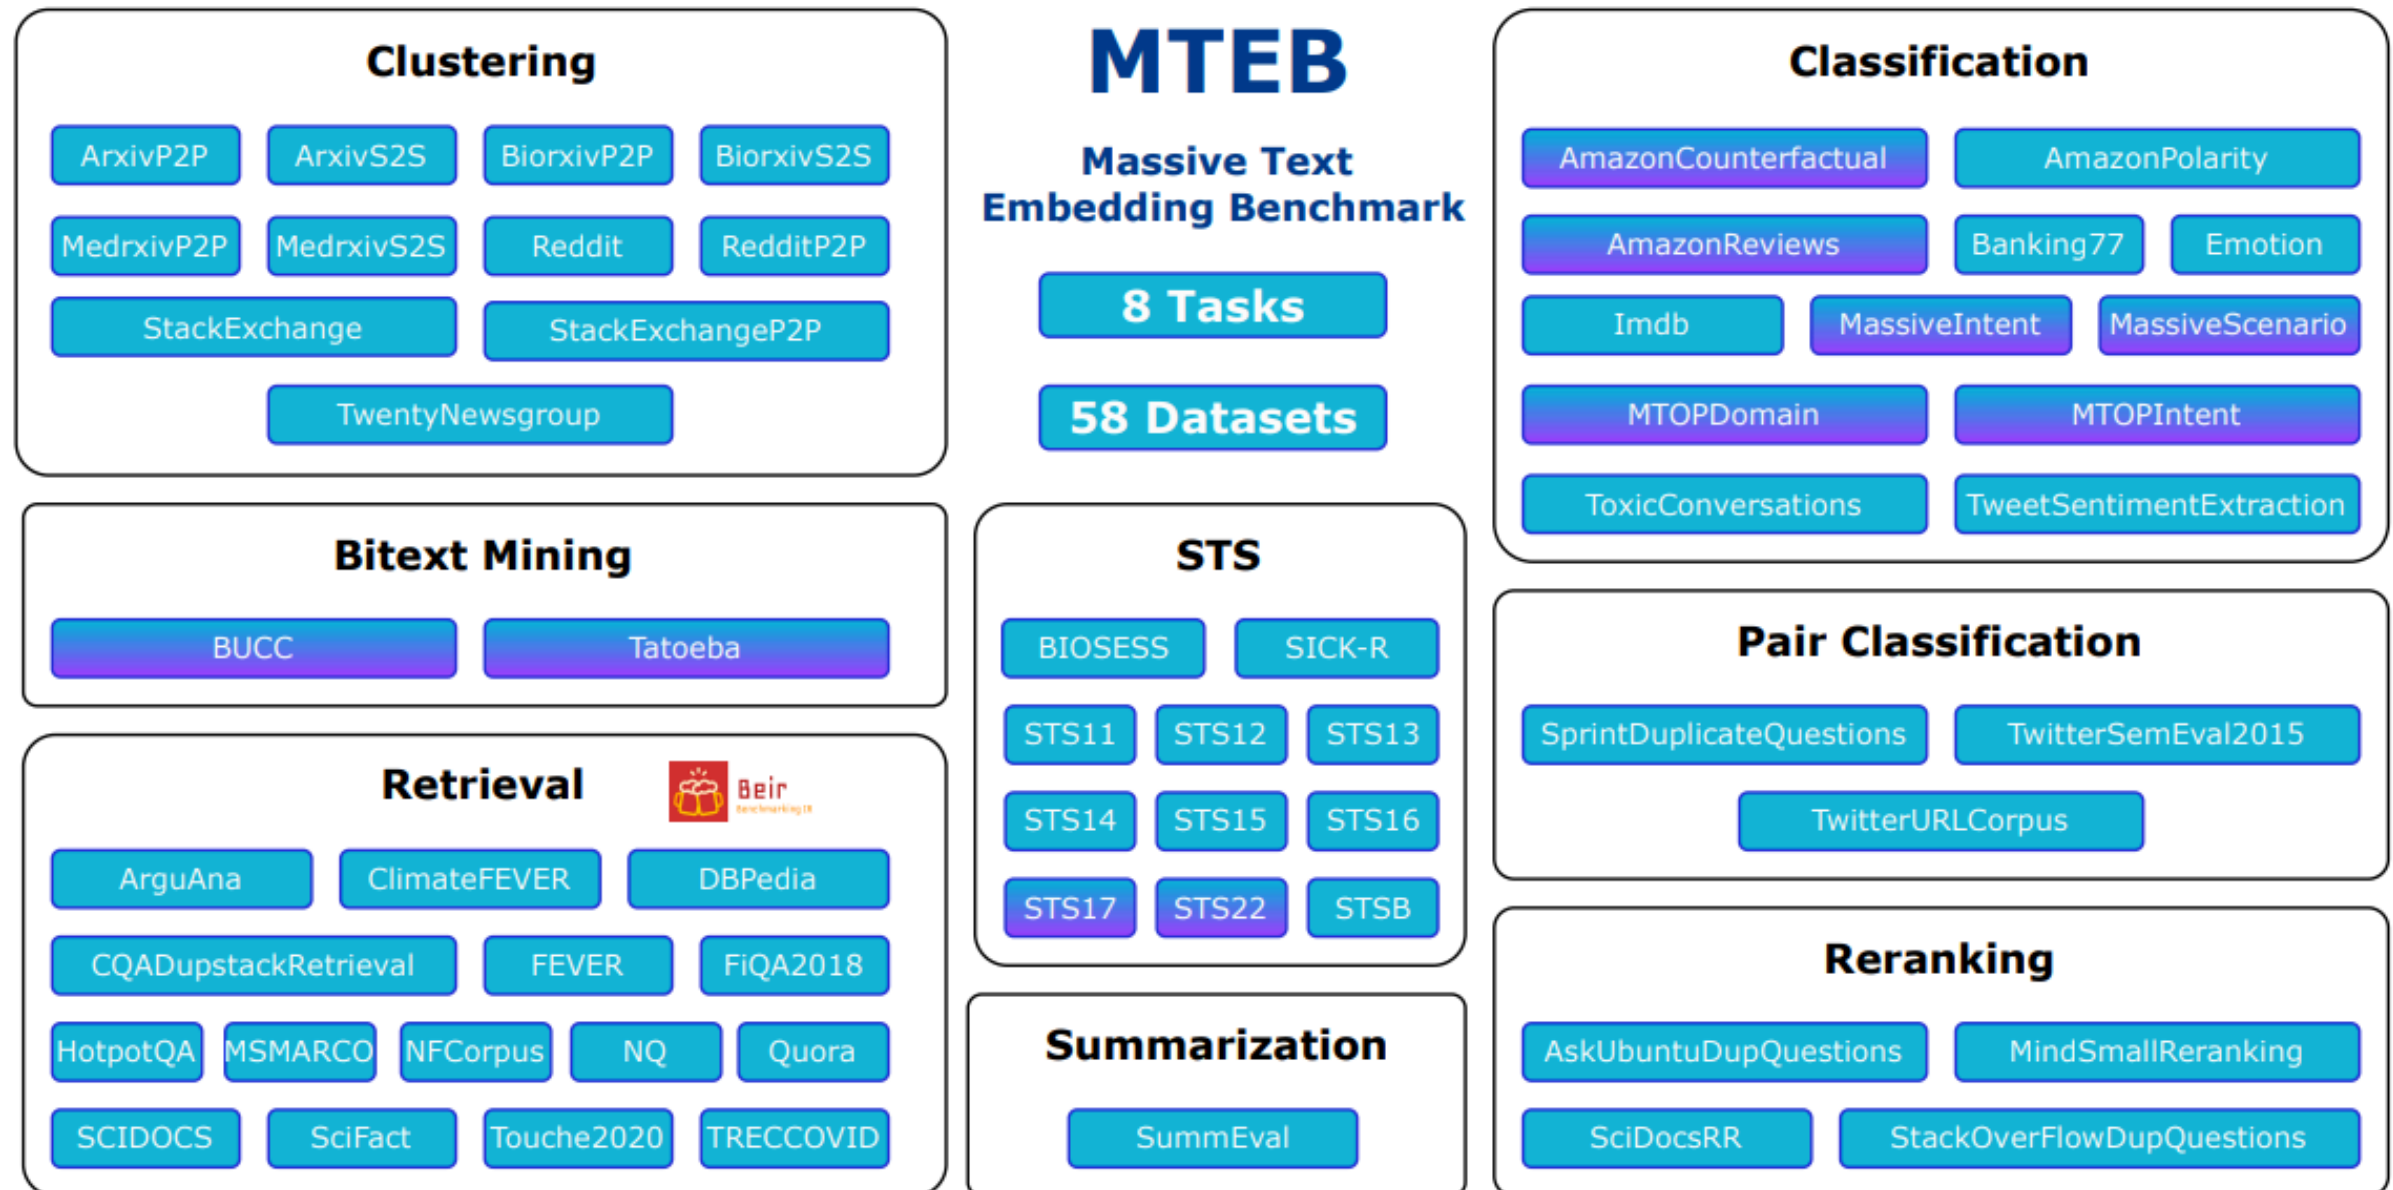 Clustering
ArxivP2P ArxivS2S BiorxivP2P BiorxivS2S
MedrxivP2P MedrxivS2S Reddit RedditP2P
StackExchange StackExchangeP2P
TwentyNewsgroup
MTEB
Massive Text
Embedding Benchmark
8 Tasks
58 Datasets
Classification
AmazonCounterfactual AmazonPolarity
AmazonReviews Banking77 Emotion
Imdb MassiveIntent MassiveScenario
MTOPDomain MTOPIntent
ToxicConversations TweetSentimentExtraction
Bitext Mining
BUCC Tatoeba
STS
BIOSESS SICK-R
STS11 STS12 STS13
STS14 STS15 STS16
STS17 STS22 STSB
Pair Classification
SprintDuplicateQuestions TwitterSemEval2015
TwitterURLCorpus
Retrieval
Beir
Benchmarking IR
ArguAna ClimateFEVER DBPedia
CQADupstackRetrieval FEVER FiQA2018
HotpotQA MSMARCO NFCorpus NQ Quora
SCIDOCS SciFact Touche2020 TRECCOVID
Summarization
SummEval
Reranking
AskUbuntuDupQuestions MindSmallReranking
SciDocsRR StackOverFlowDupQuestions